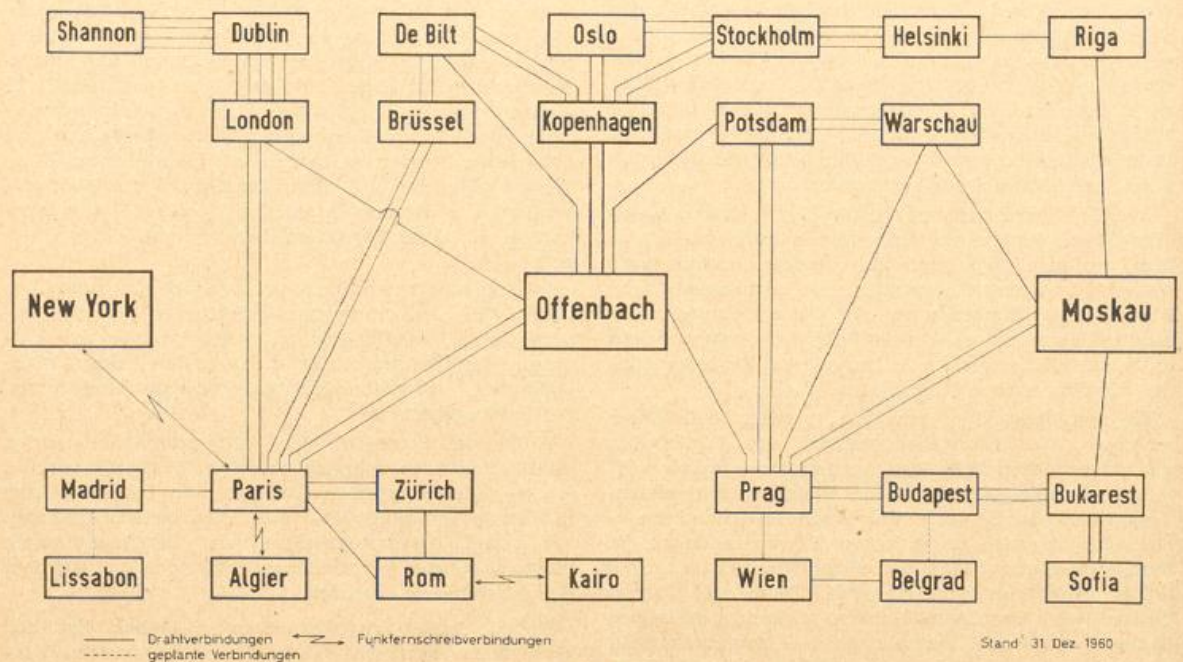 Shannon Dublin De Bilt Oslo Stockholm Helsinki Riga
London Brüssel Kopenhagen Potsdam Warschau
New York Offenbach Moskau
Madrid Paris Zürich Prag Budapest Bukarest
Lissabon Algier Rom Kairo Wien Belgrad Sofia
Drahtverbindungen Funkfernschreibverbindungen
geplante Verbindungen
Stand: 31. Dez. 1960